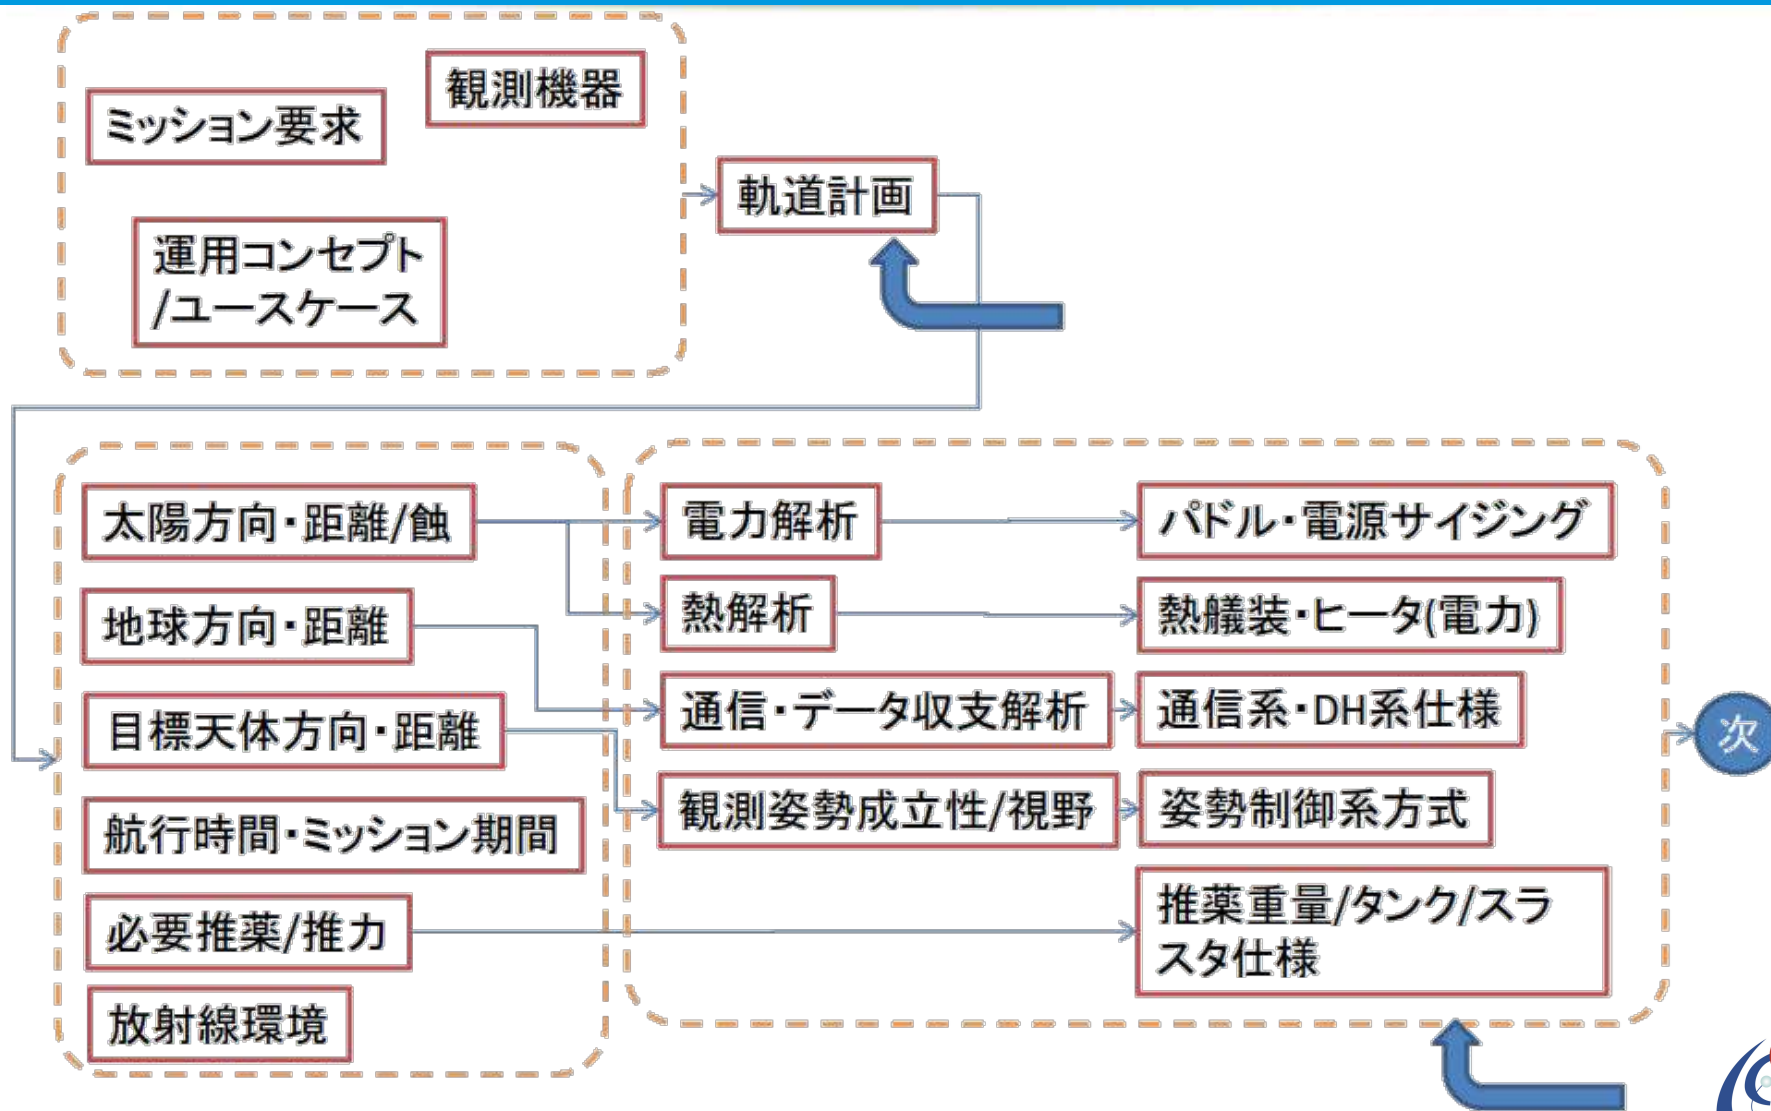 観測機器
ミッション要求
軌道計画
運用コンセプト
/ユースケース
太陽方向・距離/蝕
電力解析
パドル・電源サイジング
地球方向・距離
熱解析
熱艤装・ヒータ(電力)
目標天体方向・距離
通信・データ収支解析
通信系・DH系仕様
次
航行時間・ミッション期間
観測姿勢成立性/視野
姿勢制御系方式
必要推薬/推力
推薬重量/タンク/スラ
スタ仕様
放射線環境